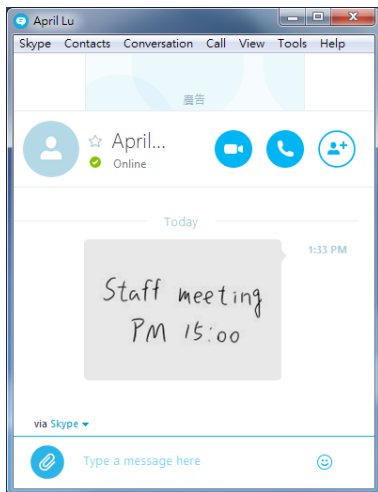 April Lu
Skype Contacts Conversation Call View Tools Help
廣告
April...
Online
Today
1:33 PM
Staff meeting
PM 15:00
via Skype
Type a message here